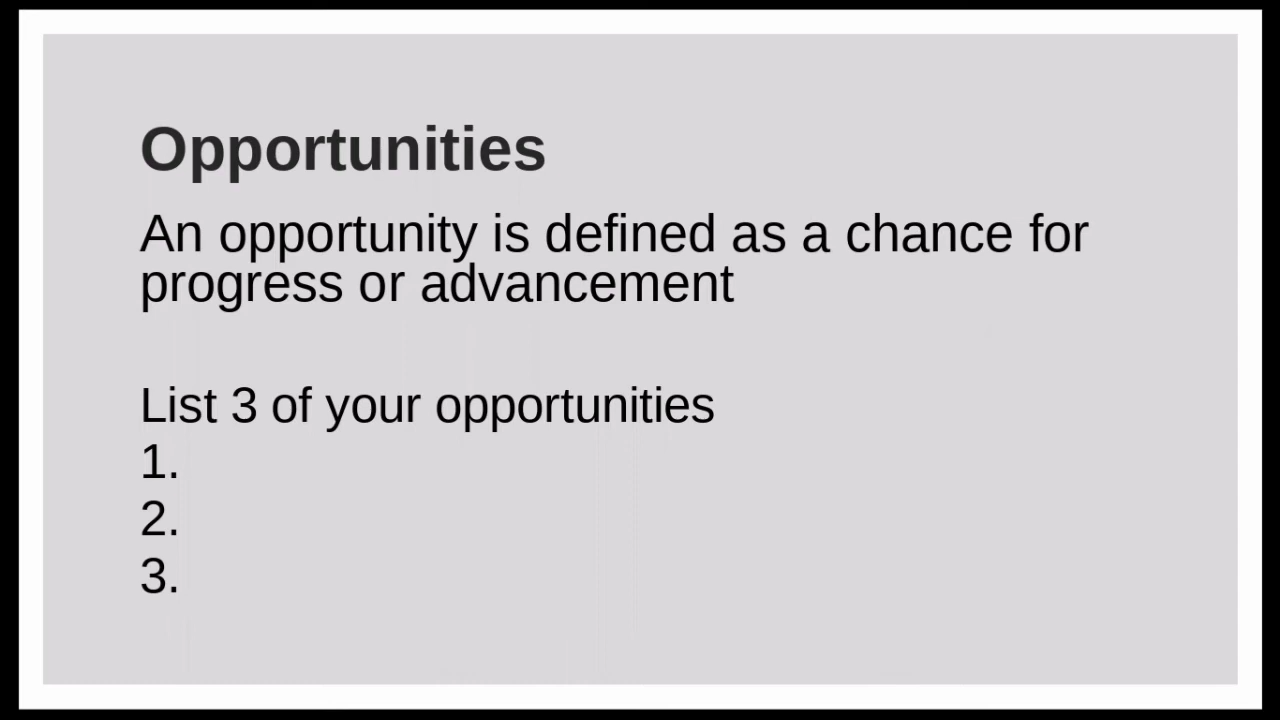 Opportunities
An opportunity is defined as a chance for
progress or advancement
List 3 of your opportunities
1.
2.
3.